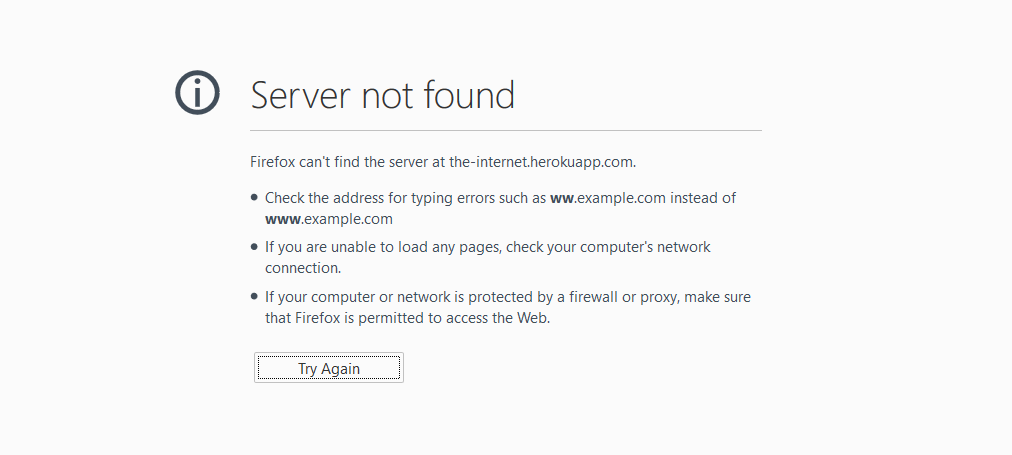 Server not found
Firefox can't find the server at the-internet.herokuapp.com.
Check the address for typing errors such as ww.example.com instead of
www.example.com
If you are unable to load any pages, check your computer's network
connection.
If your computer or network is protected by a firewall or proxy, make sure
that Firefox is permitted to access the Web.
Try Again